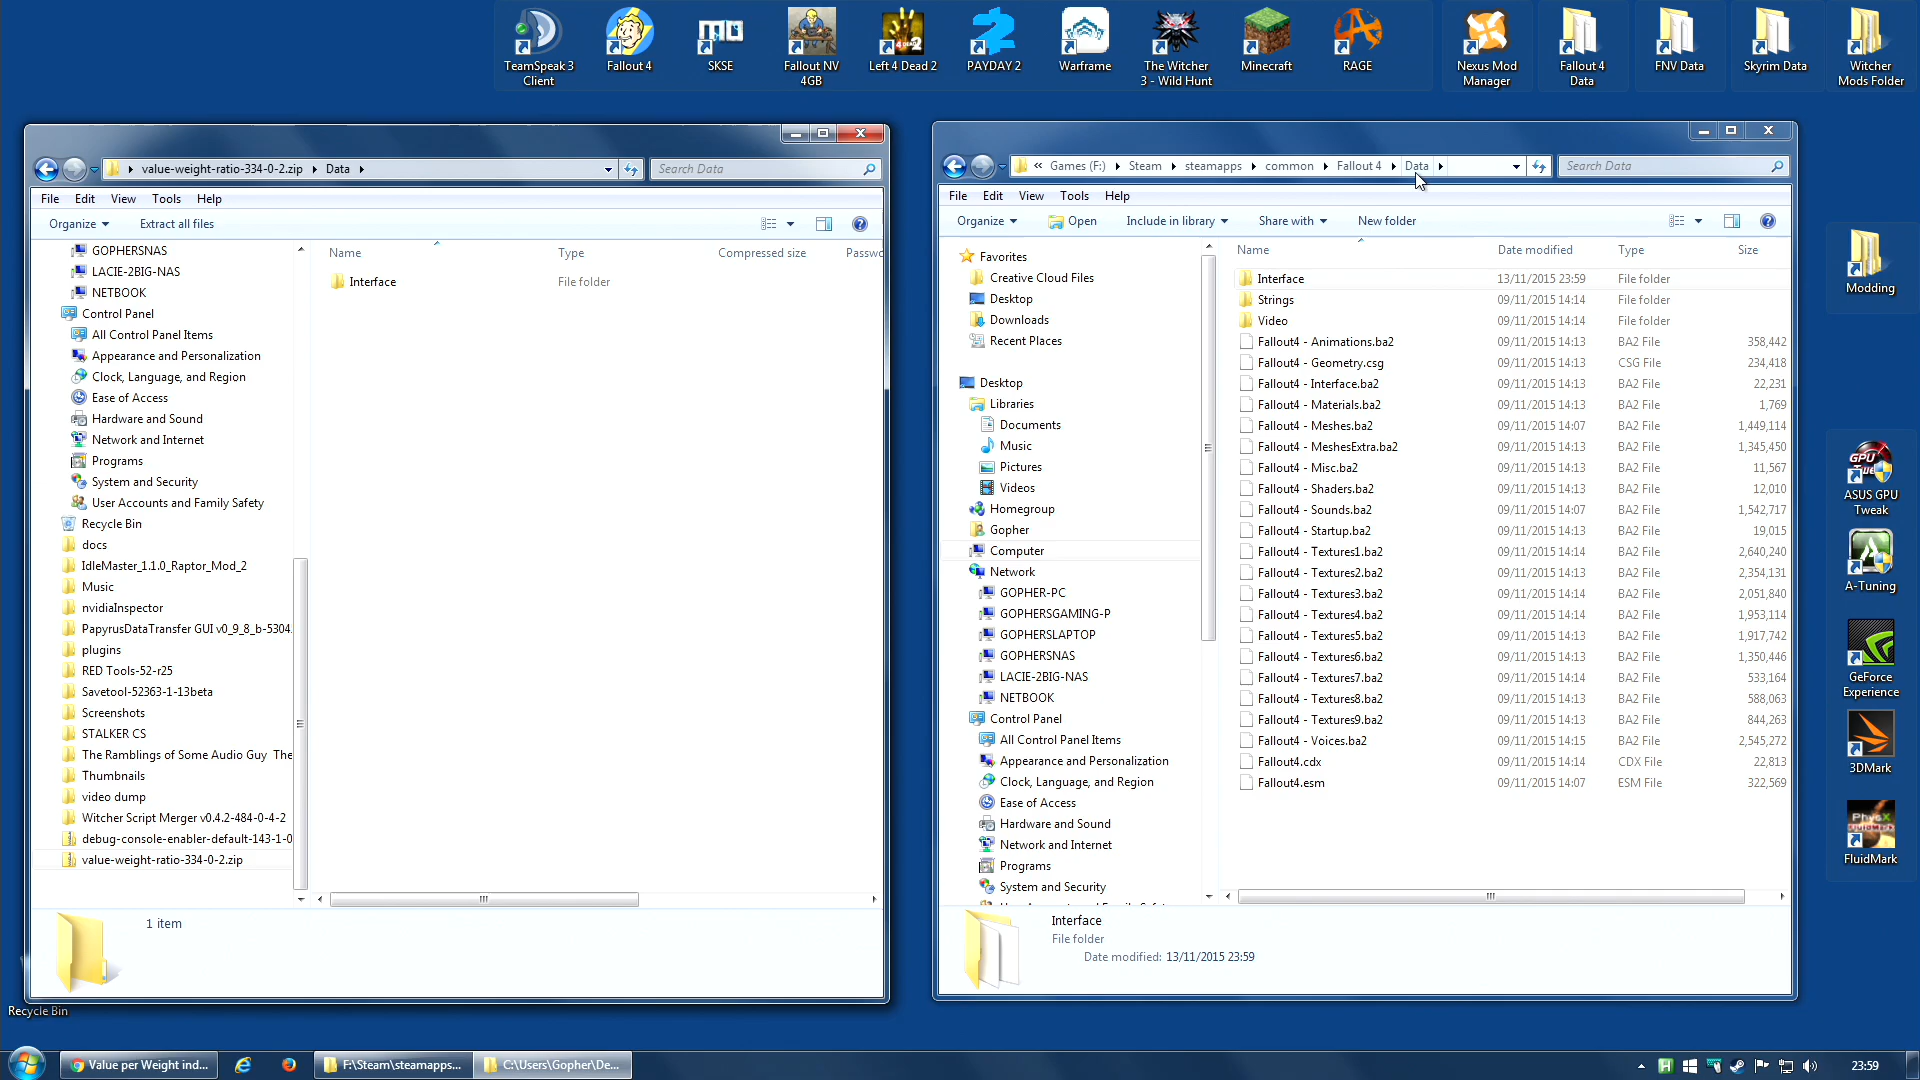 TeamSpeak 3
Client
Fallout 4
SKSE
Fallout NV
4GB
Left 4 Dead 2
PAYDAY 2
Warframe
The Witcher
3 - Wild Hunt
Minecraft
RAGE
Nexus Mod
Manager
Fallout 4
Data
FNV Data
Skyrim Data
Witcher
Mods Folder
value-weight-ratio-334-0-2.zip
Data
Search Data
File
Edit
View
Tools
Help
Organize
Extract all files
GOPHERSNAS
LACIE-2BIG-NAS
NETBOOK
Control Panel
All Control Panel Items
Appearance and Personalization
Clock, Language, and Region
Ease of Access
Hardware and Sound
Network and Internet
Programs
System and Security
User Accounts and Family Safety
Recycle Bin
docs
IdleMaster_1.1.0_Raptor_Mod_2
Music
nvidiaInspector
PapyrusDataTransfer GUI v0_9_8_b-5304
plugins
RED Tools-52-r25
Savetool-52363-1-13beta
Screenshots
STALKER CS
The Ramblings of Some Audio Guy The
Thumbnails
video dump
Witcher Script Merger v0.4.2-484-0-4-2
debug-console-enabler-default-143-1-0
value-weight-ratio-334-0-2.zip
Name
Type
Compressed size
Passwo
Interface
File folder
1 item
« Games (F:)
Steam
steamapps
common
Fallout 4
Data
Search Data
File
Edit
View
Tools
Help
Organize
Open
Include in library
Share with
New folder
Favorites
Creative Cloud Files
Desktop
Downloads
Recent Places
Desktop
Libraries
Documents
Music
Pictures
Videos
Homegroup
Gopher
Computer
Network
GOPHER-PC
GOPHERSGAMING-P
GOPHERSLAPTOP
GOPHERSNAS
LACIE-2BIG-NAS
NETBOOK
Control Panel
All Control Panel Items
Appearance and Personalization
Clock, Language, and Region
Ease of Access
Hardware and Sound
Network and Internet
Programs
System and Security
Name Date modified Type Size
Interface 13/11/2015 23:59 File folder
Strings 09/11/2015 14:14 File folder
Video 09/11/2015 14:14 File folder
Fallout4 - Animations.ba2 09/11/2015 14:13 BA2 File 358,442
Fallout4 - Geometry.csg 09/11/2015 14:13 CSG File 234,418
Fallout4 - Interface.ba2 09/11/2015 14:13 BA2 File 22,231
Fallout4 - Materials.ba2 09/11/2015 14:13 BA2 File 1,769
Fallout4 - Meshes.ba2 09/11/2015 14:07 BA2 File 1,449,114
Fallout4 - MeshesExtra.ba2 09/11/2015 14:13 BA2 File 1,345,450
Fallout4 - Misc.ba2 09/11/2015 14:13 BA2 File 11,567
Fallout4 - Shaders.ba2 09/11/2015 14:13 BA2 File 12,010
Fallout4 - Sounds.ba2 09/11/2015 14:07 BA2 File 1,542,717
Fallout4 - Startup.ba2 09/11/2015 14:13 BA2 File 19,015
Fallout4 - Textures1.ba2 09/11/2015 14:14 BA2 File 2,640,240
Fallout4 - Textures2.ba2 09/11/2015 14:13 BA2 File 2,354,131
Fallout4 - Textures3.ba2 09/11/2015 14:14 BA2 File 2,051,840
Fallout4 - Textures4.ba2 09/11/2015 14:14 BA2 File 1,953,114
Fallout4 - Textures5.ba2 09/11/2015 14:13 BA2 File 1,917,742
Fallout4 - Textures6.ba2 09/11/2015 14:13 BA2 File 1,350,446
Fallout4 - Textures7.ba2 09/11/2015 14:14 BA2 File 533,164
Fallout4 - Textures8.ba2 09/11/2015 14:13 BA2 File 588,063
Fallout4 - Textures9.ba2 09/11/2015 14:13 BA2 File 844,263
Fallout4 - Voices.ba2 09/11/2015 14:15 BA2 File 2,545,272
Fallout4.cdx 09/11/2015 14:14 CDX File 22,813
Fallout4.esm 09/11/2015 14:07 ESM File 322,569
Interface
File folder
Date modified: 13/11/2015 23:59
Modding
ASUS GPU
Tweak
A-Tuning
GeForce
Experience
3DMark
FluidMark
Recycle Bin
Value per Weight ind...
F:\Steam\steamapps...
C:\Users\Gopher\De...
23:59